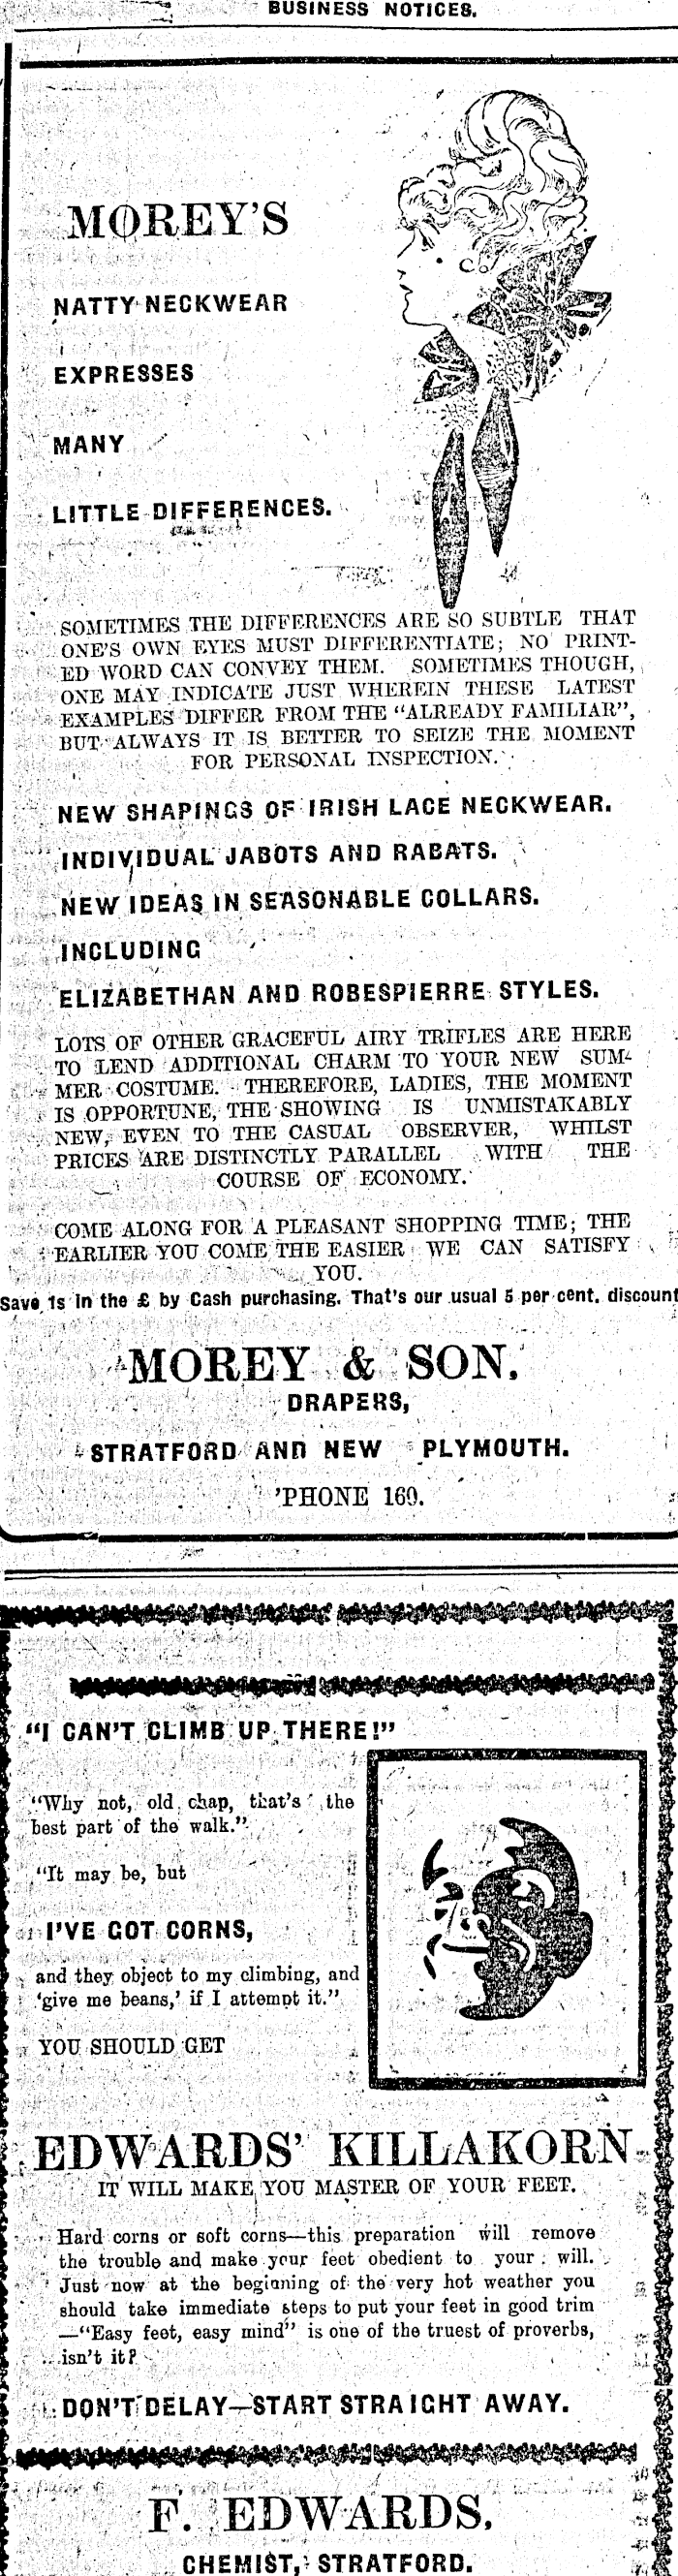 BUSINESS NOTICES.
MOREY'S
NATTY NECKWEAR
EXPRESSES
MANY
LITTLE DIFFERENCES.
SOMETIMES THE DIFFERENCES ARE SO SUBTLE THAT
ONE'S OWN EYES MUST DIFFERENTIATE; NO PRINT-
ED WORD CAN CONVEY THEM. SOMETIMES THOUGH,
ONE MAY INDICATE JUST WHEREIN THESE LATEST
EXAMPLES DIFFER FROM THE "ALREADY FAMILIAR",
BUT ALWAYS IT IS BETTER TO SEIZE THE MOMENT
FOR PERSONAL INSPECTION.
NEW SHAPINGS OF IRISH LACE NECKWEAR.
INDIVIDUAL JABOTS AND RABATS.
NEW IDEAS IN SEASONABLE COLLARS.
INCLUDING
ELIZABETHAN AND ROBESPIERRE STYLES.
LOTS OF OTHER GRACEFUL AIRY TRIFLES ARE HERE
TO LEND ADDITIONAL CHARM TO YOUR NEW SUM-
MER COSTUME. THEREFORE, LADIES, THE MOMENT
IS OPPORTUNE, THE SHOWING IS UNMISTAKABLY
NEW, EVEN TO THE CASUAL OBSERVER, WHILST
PRICES ARE DISTINCTLY PARALLEL WITH THE
COURSE OF ECONOMY.
COME ALONG FOR A PLEASANT SHOPPING TIME; THE
EARLIER YOU COME THE EASIER WE CAN SATISFY
YOU.
Save 1s in the £ by Cash purchasing. That's our usual 5 per cent. discount
MOREY & SON,
DRAPERS,
STRATFORD AND NEW PLYMOUTH.
'PHONE 169.
"I CAN'T CLIMB UP THERE!"
"Why not, old chap, that's the
best part of the walk."
"It may be, but
I'VE GOT CORNS,
and they object to my climbing, and
'give me beans,' if I attempt it."
YOU SHOULD GET
EDWARDS' KILLAKORN
IT WILL MAKE YOU MASTER OF YOUR FEET.
Hard corns or soft corns—this preparation will remove
the trouble and make your feet obedient to your will.
Just now at the beginning of the very hot weather you
should take immediate steps to put your feet in good trim
—"Easy feet, easy mind" is one of the truest of proverbs,
isn't it?
DON'T DELAY—START STRAIGHT AWAY.
F. EDWARDS,
CHEMIST, STRATFORD.